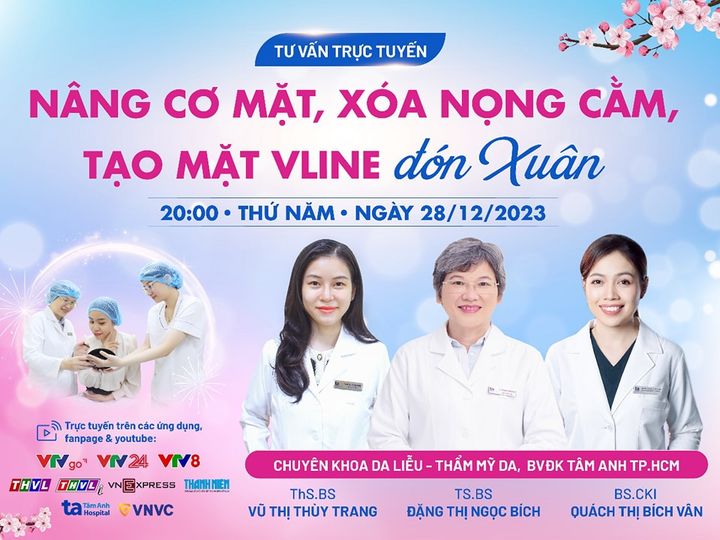 TƯ VẤN TRỰC TUYẾN
NÂNG CƠ MẶT, XÓA NỌNG CẰM,
TẠO MẶT VLINE đón Xuân
20:00 • THỨ NĂM • NGÀY 28/12/2023
Trực tuyến trên các ứng dụng,
fanpage & youtube:
VTVgo VTV24 VTV8
THVL THVLi VNEXPRESS THANH NIÊN
ta Tâm Anh Hospital VNVC
CHUYÊN KHOA DA LIỄU - THẨM MỸ DA, BVĐK TÂM ANH TP.HCM
ThS.BS
VŨ THỊ THÙY TRANG
TS.BS
ĐẶNG THỊ NGỌC BÍCH
BS.CKI
QUÁCH THỊ BÍCH VÂN